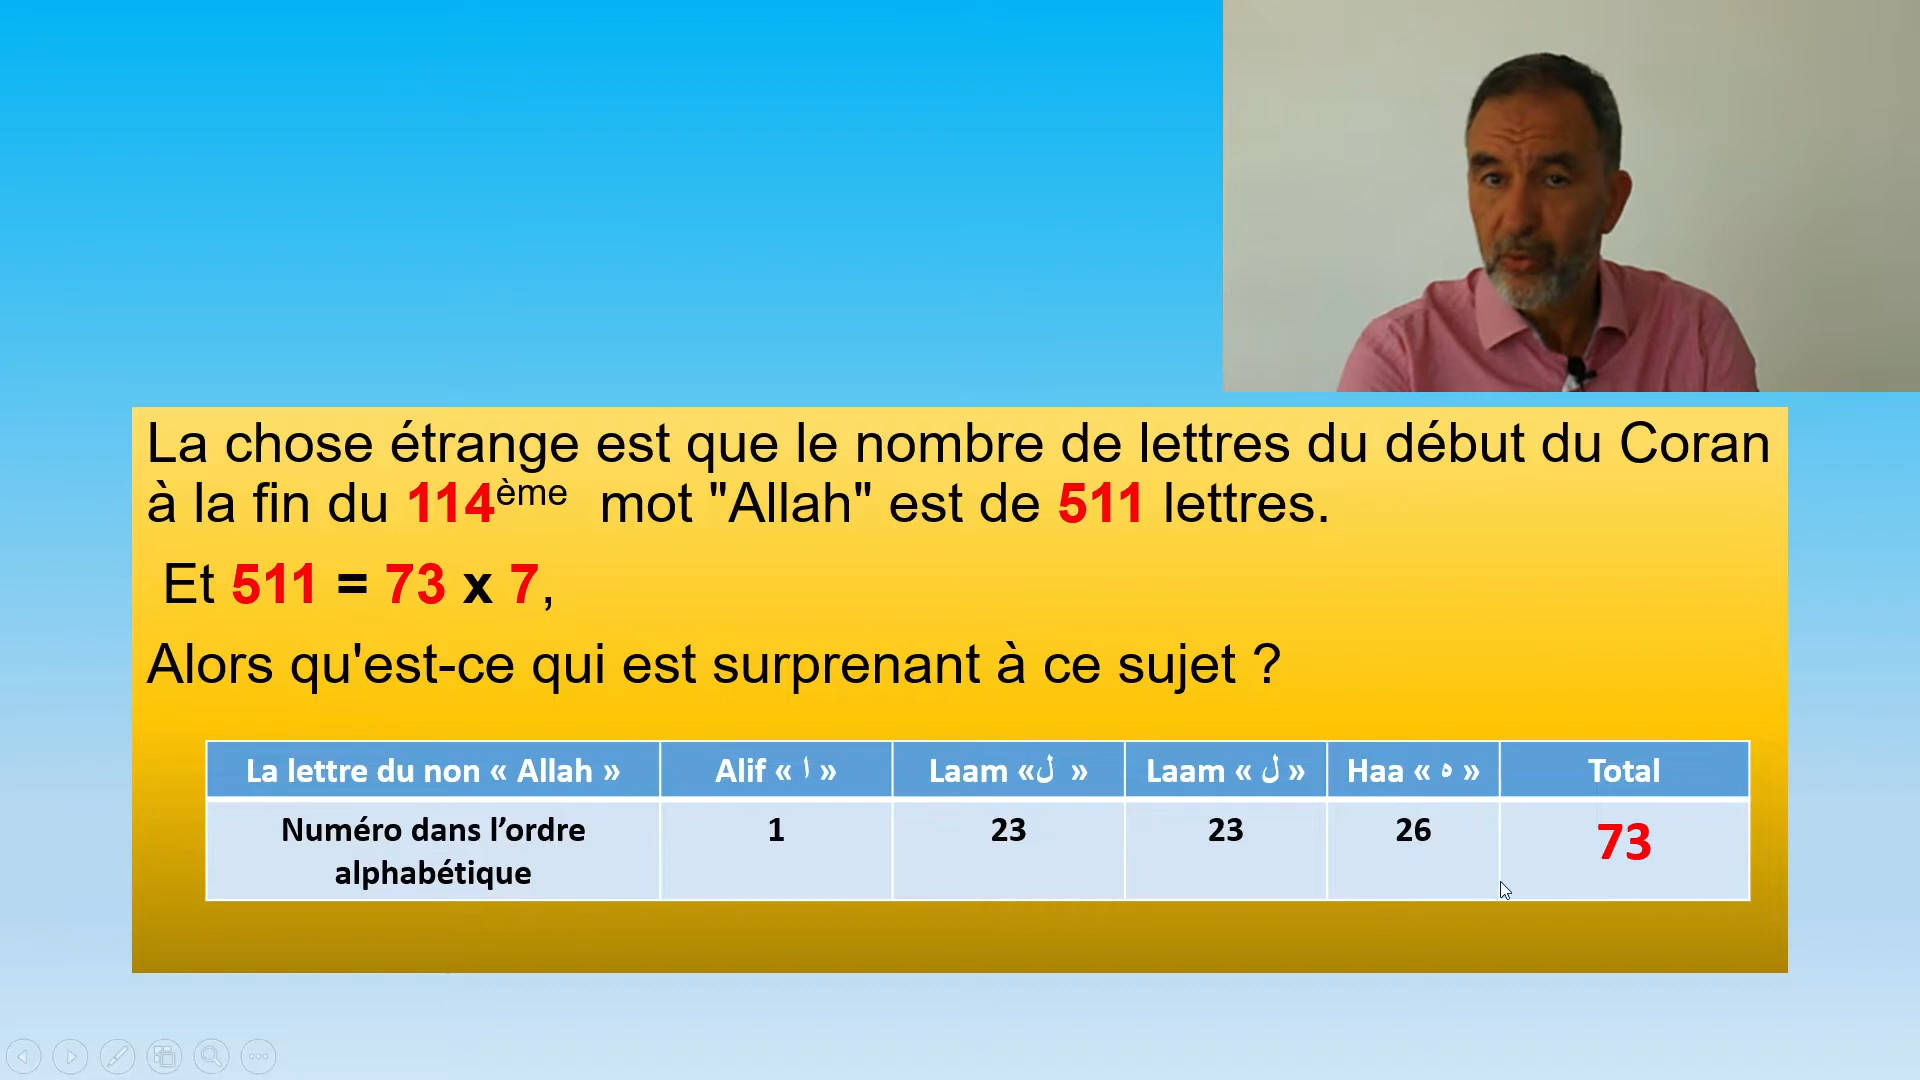 La chose étrange est que le nombre de lettres du début du Coran
à la fin du 114ème mot "Allah" est de 511 lettres.
Et 511 = 73 x 7,
Alors qu'est-ce qui est surprenant à ce sujet ?
La lettre du non « Allah » Alif « ا » Laam «ل » Laam « ل » Haa « ه » Total
Numéro dans l’ordre 1 23 23 26 73
alphabétique